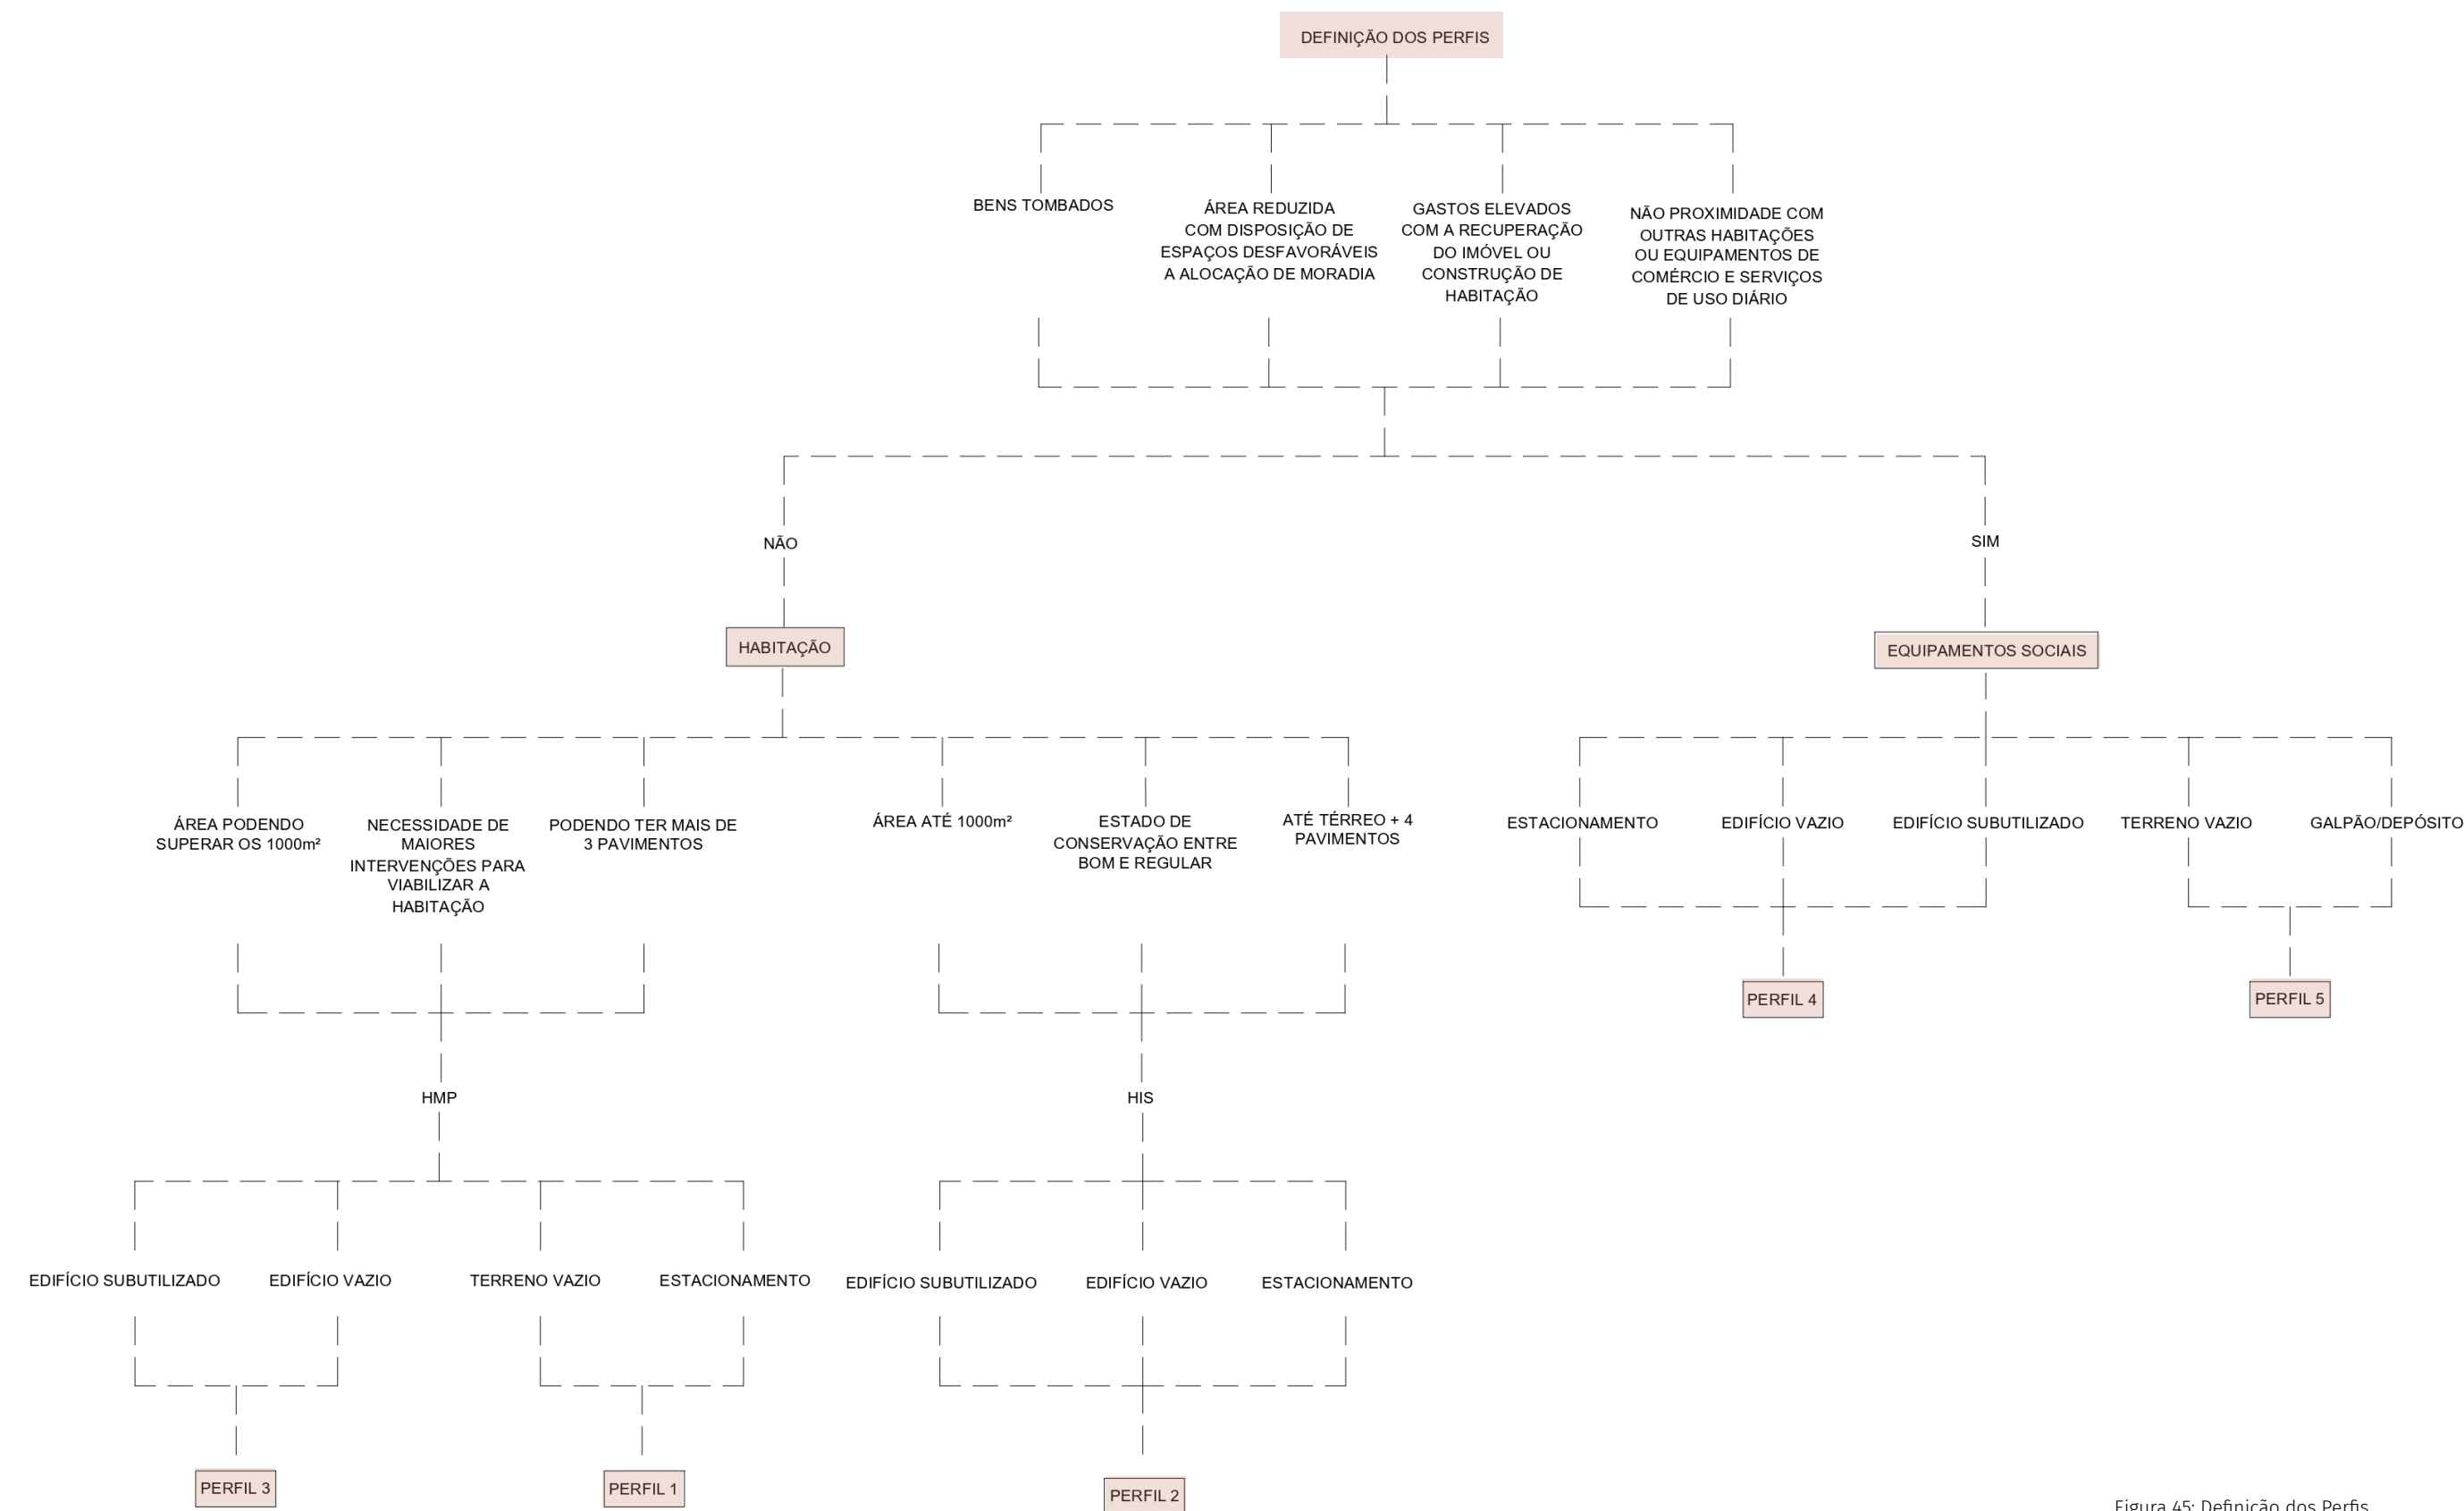 DEFINIÇÃO DOS PERFIS
BENS TOMBADOS
ÁREA REDUZIDA
COM DISPOSIÇÃO DE
ESPAÇOS DESFAVORÁVEIS
A ALOCAÇÃO DE MORADIA
GASTOS ELEVADOS
COM A RECUPERAÇÃO
DO IMÓVEL OU
CONSTRUÇÃO DE
HABITAÇÃO
NÃO PROXIMIDADE COM
OUTRAS HABITAÇÕES
OU EQUIPAMENTOS DE
COMÉRCIO E SERVIÇOS
DE USO DIÁRIO
NÃO
SIM
HABITAÇÃO
EQUIPAMENTOS SOCIAIS
ÁREA PODENDO
SUPERAR OS 1000m²
NECESSIDADE DE
MAIORES
INTERVENÇÕES PARA
VIABILIZAR A
HABITAÇÃO
PODENDO TER MAIS DE
3 PAVIMENTOS
ÁREA ATÉ 1000m²
ESTADO DE
CONSERVAÇÃO ENTRE
BOM E REGULAR
ATÉ TÉRREO + 4
PAVIMENTOS
ESTACIONAMENTO
EDIFÍCIO VAZIO
EDIFÍCIO SUBUTILIZADO
TERRENO VAZIO
GALPÃO/DEPÓSITO
PERFIL 4
PERFIL 5
HMP
HIS
EDIFÍCIO SUBUTILIZADO
EDIFÍCIO VAZIO
TERRENO VAZIO
ESTACIONAMENTO
EDIFÍCIO SUBUTILIZADO
EDIFÍCIO VAZIO
ESTACIONAMENTO
PERFIL 3
PERFIL 1
PERFIL 2
Figura 45: Definição dos Perfis